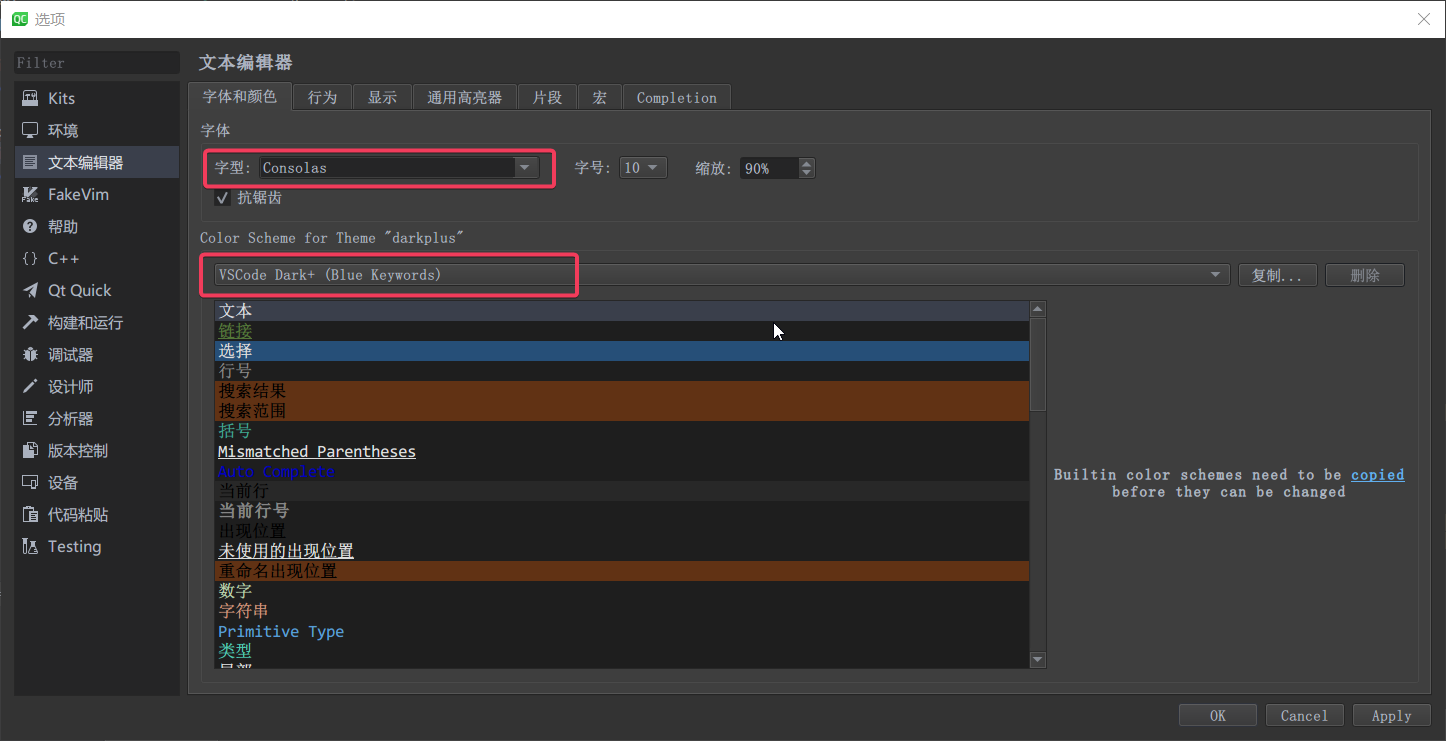 QC 选项
Filter
Kits
环境
文本编辑器
FakeVim
帮助
C++
Qt Quick
构建和运行
调试器
设计师
分析器
版本控制
设备
代码粘贴
Testing
文本编辑器
字体和颜色 行为 显示 通用高亮器 片段 宏 Completion
字体
字型: Consolas 字号: 10 缩放: 90%
抗锯齿
Color Scheme for Theme "darkplus"
VSCode Dark+ (Blue Keywords) 复制... 删除
文本
链接
选择
行号
搜索结果
搜索范围
括号
Mismatched Parentheses
Auto Complete
当前行
当前行号
出现位置
未使用的出现位置
重命名出现位置
数字
字符串
Primitive Type
类型
Builtin color schemes need to be copied
before they can be changed
OK Cancel Apply